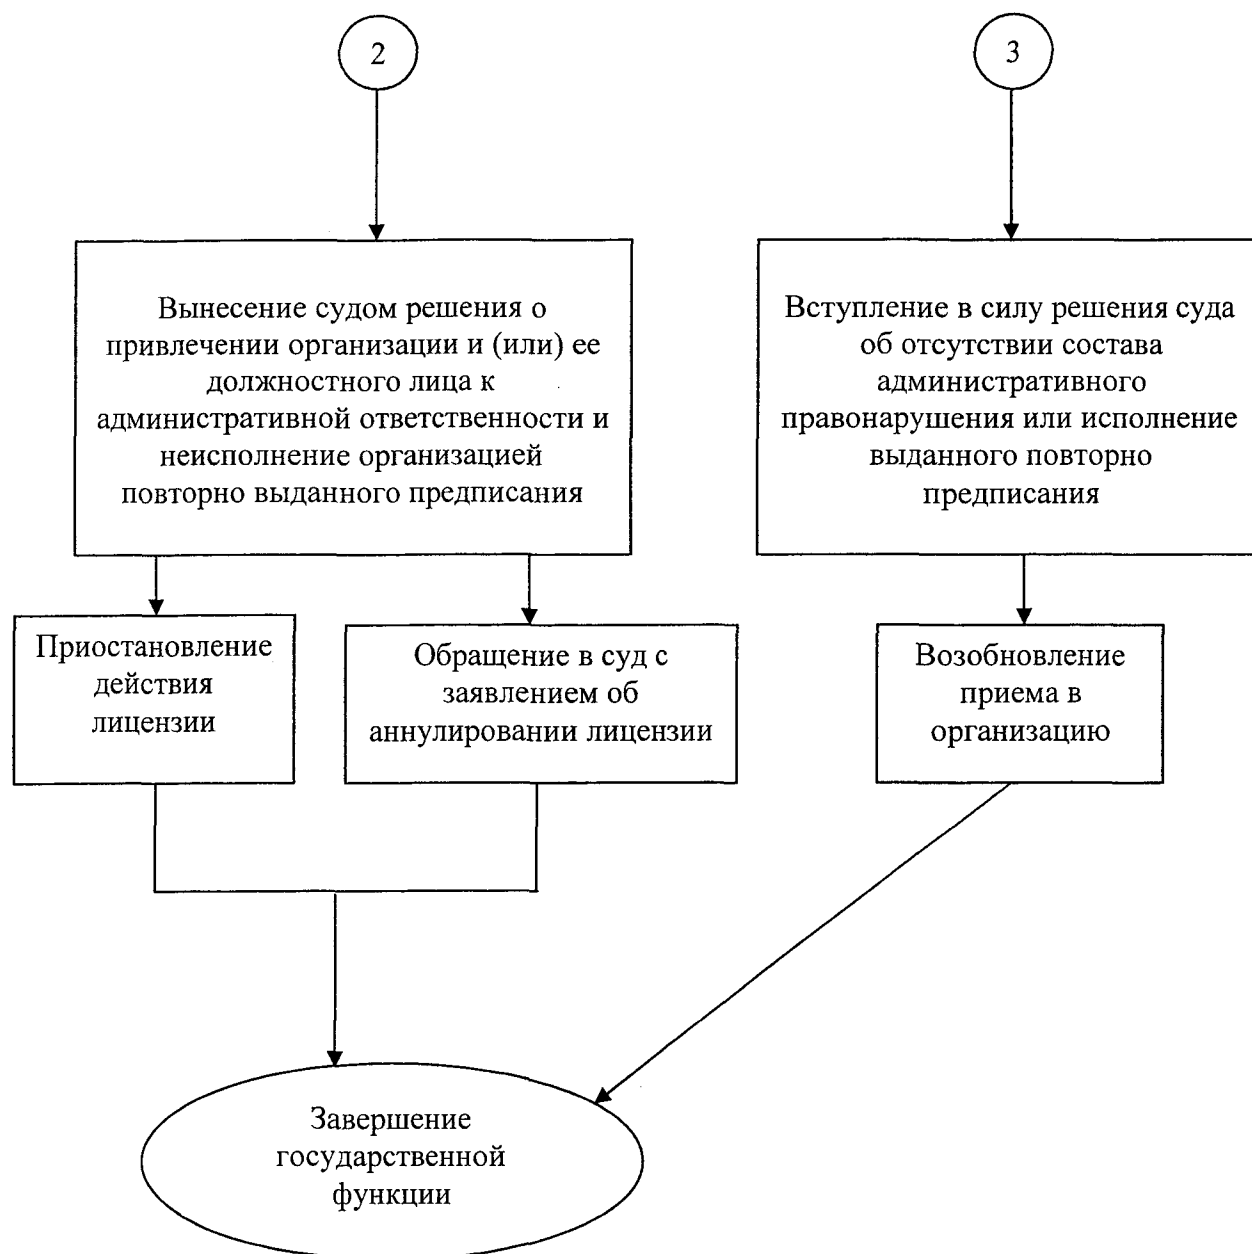 2
3
Вынесение судом решения о
привлечении организации и (или) ее
должностного лица к
административной ответственности и
неисполнение организацией
повторно выданного предписания
Вступление в силу решения суда
об отсутствии состава
административного
правонарушения или исполнение
выданного повторно
предписания
Приостановление
действия
лицензии
Обращение в суд с
заявлением об
аннулировании лицензии
Возобновление
приема в
организацию
Завершение
государственной
функции